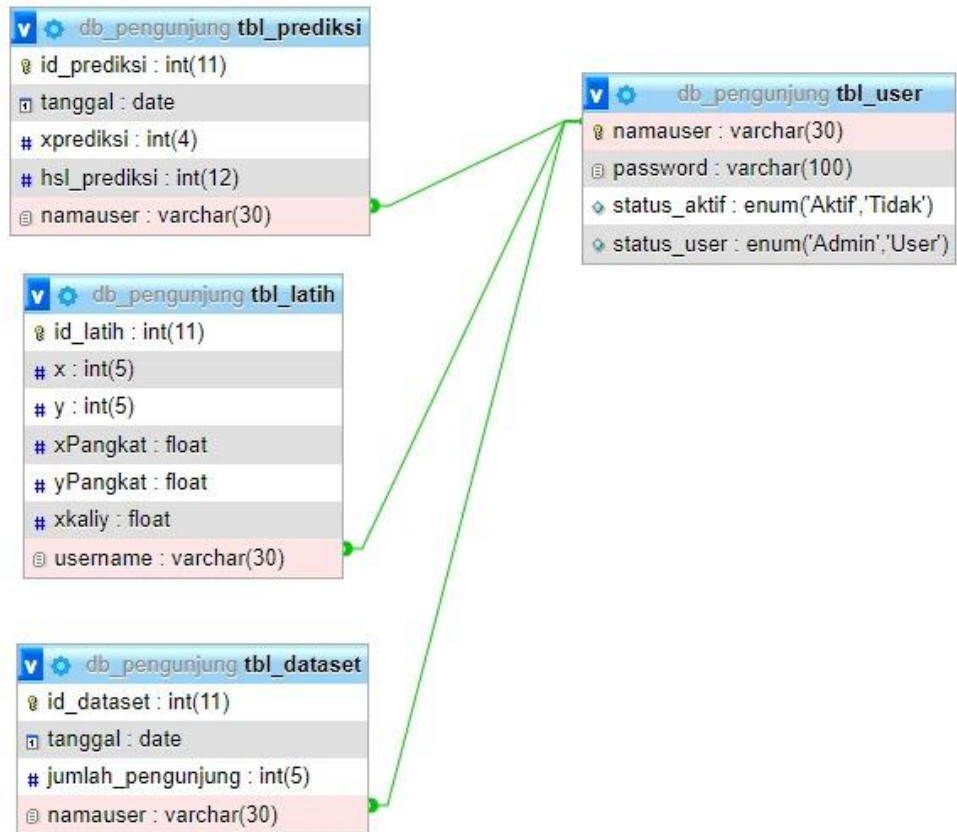 db_pengunjung tbl_prediksi
id_prediksi : int(11)
tanggal : date
xprediksi : int(4)
hsl_prediksi : int(12)
namauser : varchar(30)
db_pengunjung tbl_user
namauser : varchar(30)
password : varchar(100)
status_aktif : enum('Aktif','Tidak')
status_user : enum('Admin','User')
db_pengunjung tbl_latih
id_latih : int(11)
x : int(5)
y : int(5)
xPangkat : float
yPangkat : float
xkaliy : float
username : varchar(30)
db_pengunjung tbl_dataset
id_dataset : int(11)
tanggal : date
jumlah_pengunjung : int(5)
namauser : varchar(30)